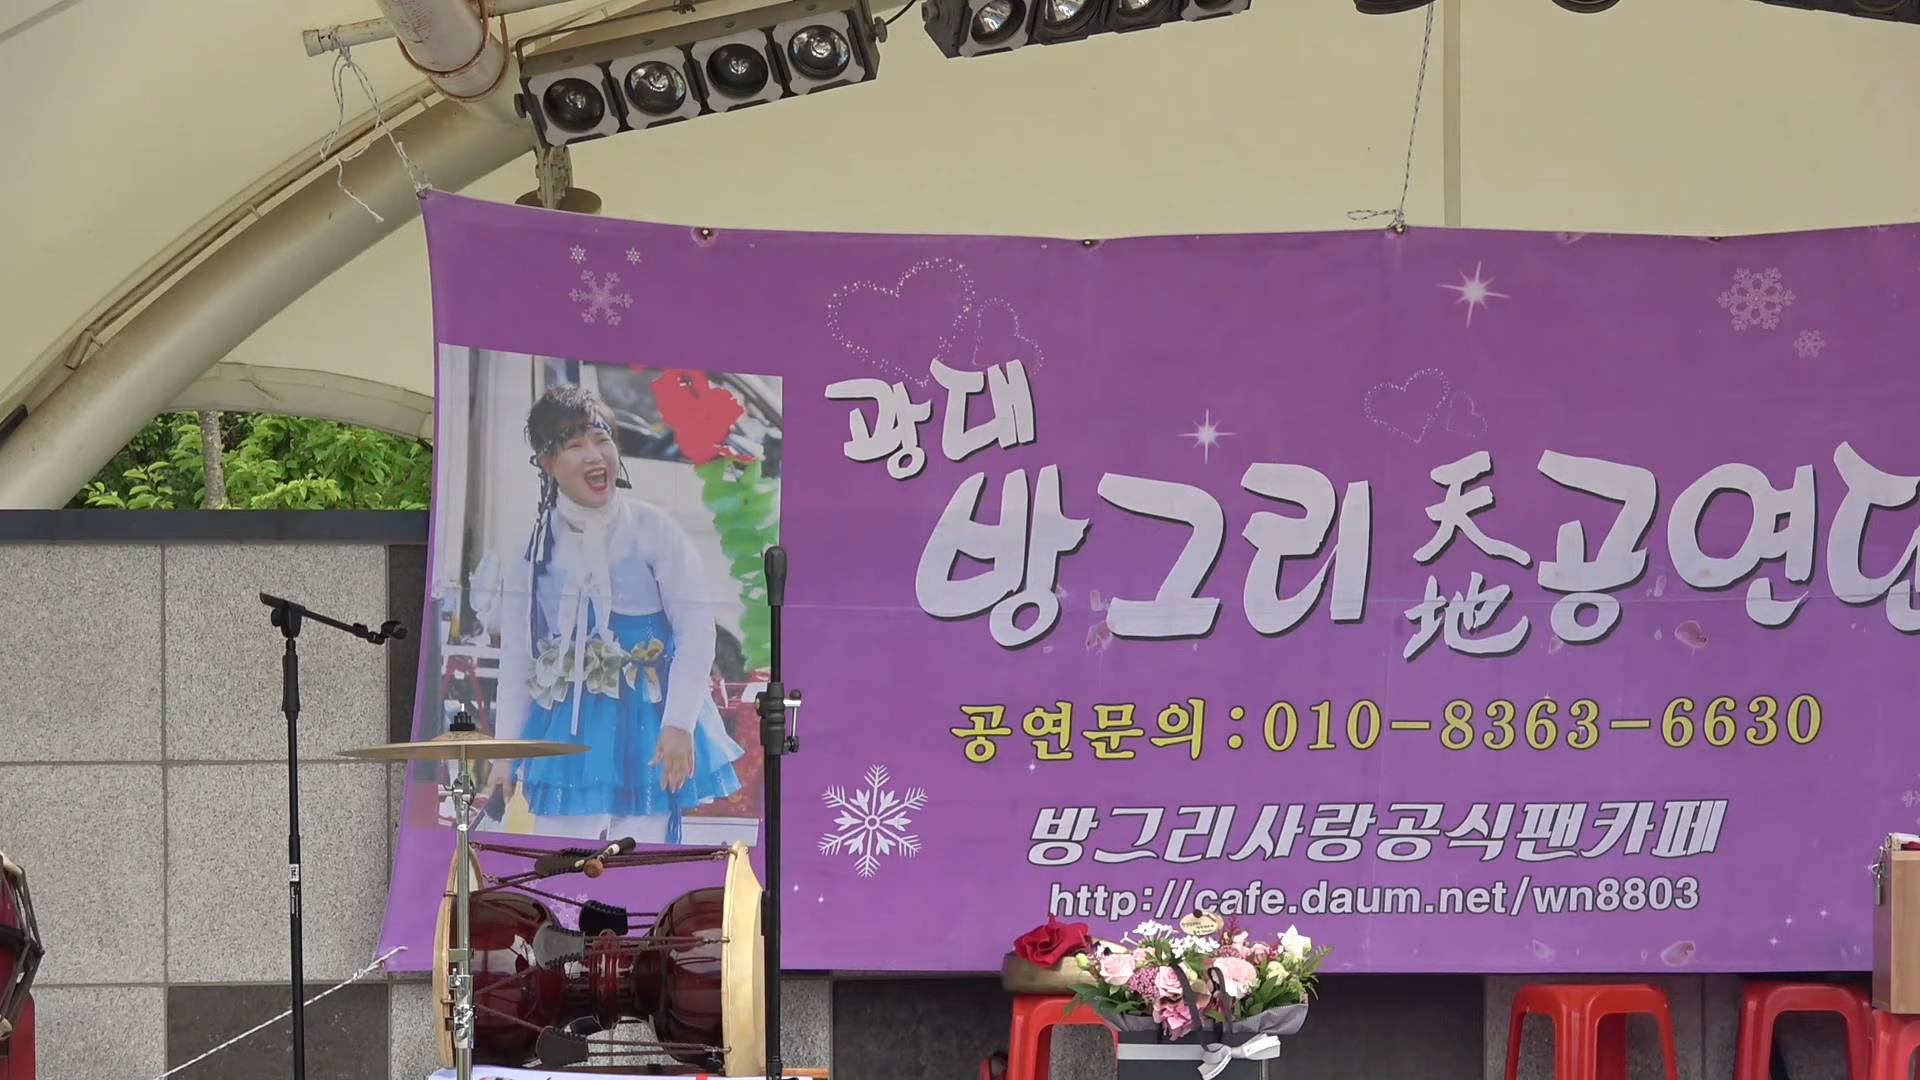 광대
방그리 天地 공연단
공연문의:010-8363-6630
방그리사랑공식팬카페
http://cafe.daum.net/wn8803